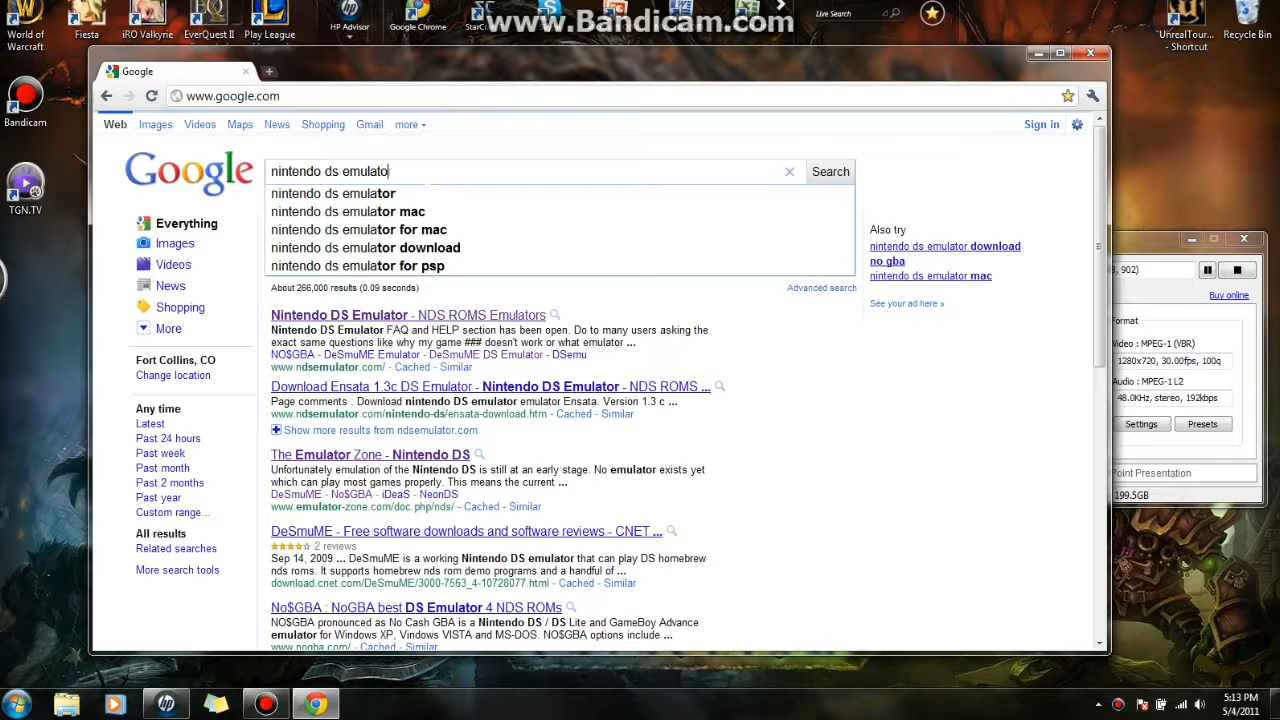 www.Bandicam.com
World of
Warcraft
Fiesta
iRO Valkyrie
EverQuest II
Play League
HP Advisor
Google Chrome
StarCra
Live Search
UnrealTour...
- Shortcut
Recycle Bin
Bandicam
TGN.TV
Google
www.google.com
Web Images Videos Maps News Shopping Gmail more
Sign in
Google
nintendo ds emulato
Search
nintendo ds emulator
nintendo ds emulator mac
nintendo ds emulator for mac
nintendo ds emulator download
nintendo ds emulator for psp
About 266,000 results (0.09 seconds)
Advanced search
Everything
Images
Videos
News
Shopping
More
Fort Collins, CO
Change location
Any time
Latest
Past 24 hours
Past week
Past month
Past 2 months
Past year
Custom range...
All results
Related searches
More search tools
Nintendo DS Emulator - NDS ROMS Emulators
Nintendo DS Emulator FAQ and HELP section has been open. Do to many users asking the
exact same questions like why my game ### doesn't work or what emulator ...
NO$GBA - DeSmuME Emulator - DeSmuME DS Emulator - DSemu
www.ndsemulator.com/ - Cached - Similar
Download Ensata 1.3c DS Emulator - Nintendo DS Emulator - NDS ROMS ...
Page comments : Download nintendo DS emulator emulator Ensata. Version 1.3 c ...
www.ndsemulator.com/nintendo-ds/ensata-download.htm - Cached - Similar
Show more results from ndsemulator.com
The Emulator Zone - Nintendo DS
Unfortunately emulation of the Nintendo DS is still at an early stage. No emulator exists yet
which can play most games properly. This means the current ...
DeSmuME - No$GBA - iDeaS - NeonDS
www.emulator-zone.com/doc.php/nds/ - Cached - Similar
DeSmuME - Free software downloads and software reviews - CNET ...
2 reviews
Sep 14, 2009 ... DeSmuME is a working Nintendo DS emulator that can play DS homebrew
nds roms. It supports homebrew nds rom demo programs and a handful of ...
download.cnet.com/DeSmuME/3000-7563_4-10728077.html - Cached - Similar
No$GBA : NoGBA best DS Emulator 4 NDS ROMs
NO$GBA pronounced as No Cash GBA is a Nintendo DS / DS Lite and GameBoy Advance
emulator for Windows XP, Vindows VISTA and MS-DOS. NO$GBA options include ...
www.nogba.com/ - Cached - Similar
Also try
nintendo ds emulator download
no gba
nintendo ds emulator mac
See your ad here »
, 902)
Buy online
Format
Video : MPEG-1 (VBR)
1280x720, 30.00fps, 100q
Audio : MPEG-1 L2
48.0KHz, stereo, 192kbps
Settings
Presets
Point Presentation
199.5GB
5:13 PM
5/4/2011